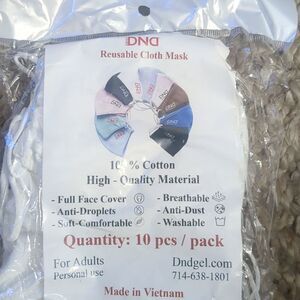 DND
Reusable Cloth Mask
100% Cotton
High - Quality Material
- Full Face Cover - Breathable
- Anti-Droplets - Anti-Dust
- Soft-Comfortable - Washable
Quantity: 10 pcs / pack
For Adults Dndgel.com
Personal use 714-638-1801
Made in Vietnam